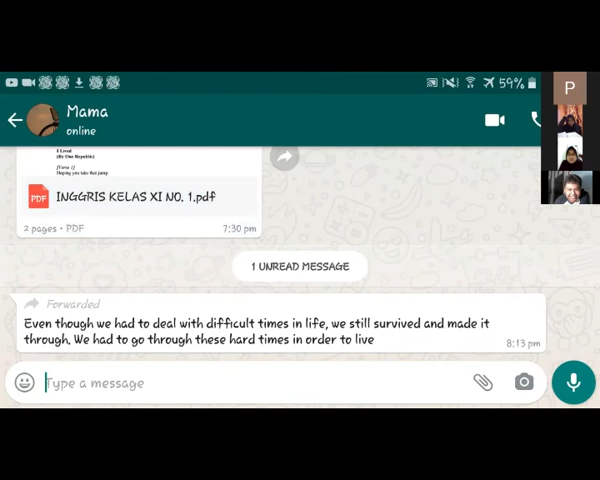 59%
P
Mama
online
I Lived
(By One Republic)
[Verse 1]
Hoping you take that jump
PDF
INGGRIS KELAS XI NO. 1.pdf
2 pages • PDF
7:30 pm
1 UNREAD MESSAGE
Forwarded
Even though we had to deal with difficult times in life, we still survived and made it
through. We had to go through these hard times in order to live
8:13 pm
Type a message